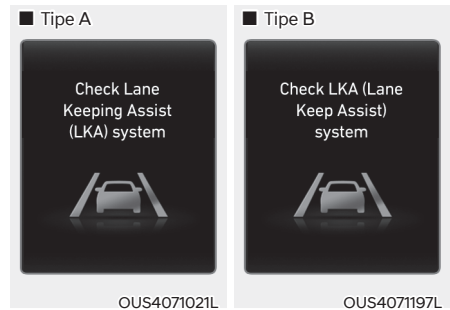 ■ Tipe A
Check Lane
Keeping Assist
(LKA) system
OUS4071021L
■ Tipe B
Check LKA (Lane
Keep Assist)
system
OUS4071197L